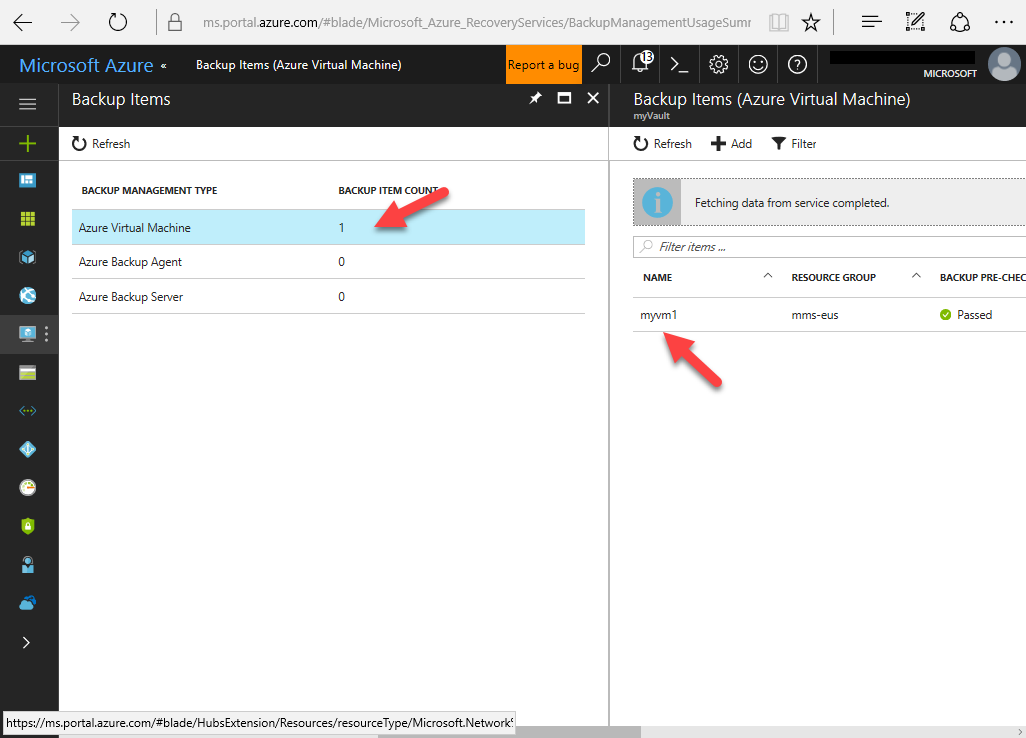 ms.portal.azure.com/#blade/Microsoft_Azure_RecoveryServices/BackupManagementUsageSumr
Microsoft Azure «
Backup Items (Azure Virtual Machine)
Report a bug
13
MICROSOFT
Backup Items
Refresh
BACKUP MANAGEMENT TYPE BACKUP ITEM COUNT
Azure Virtual Machine 1
Azure Backup Agent 0
Azure Backup Server 0
Backup Items (Azure Virtual Machine)
myVault
Refresh Add Filter
Fetching data from service completed.
Filter items ...
NAME RESOURCE GROUP BACKUP PRE-CHEC
myvm1 mms-eus Passed
https://ms.portal.azure.com/#blade/HubsExtension/Resources/resourceType/Microsoft.Network%